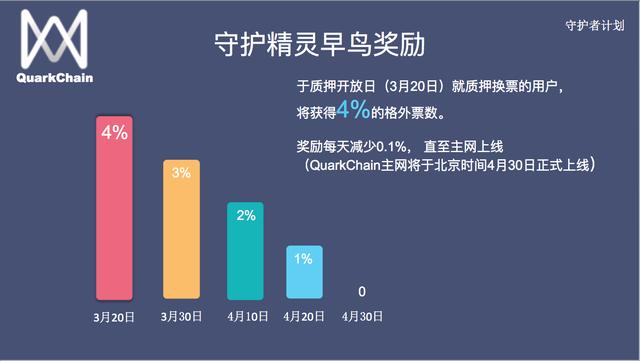 守护者计划
QuarkChain
守护精灵早鸟奖励
于质押开放日（3月20日）就质押换票的用户，
将获得4%的格外票数。
奖励每天减少0.1%， 直至主网上线
（QuarkChain主网将于北京时间4月30日正式上线）
4%
3%
2%
1%
0
3月20日
3月30日
4月10日
4月20日
4月30日